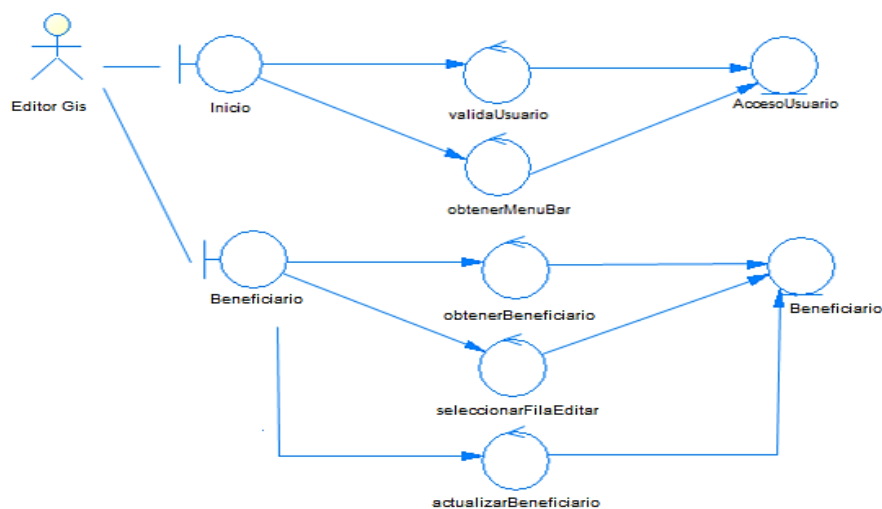 Editor Gis
Inicio
validaUsuario
AccesoUsuario
obtenerMenuBar
Beneficiario
obtenerBeneficiario
Beneficiario
seleccionarFilaEditar
actualizarBeneficiario